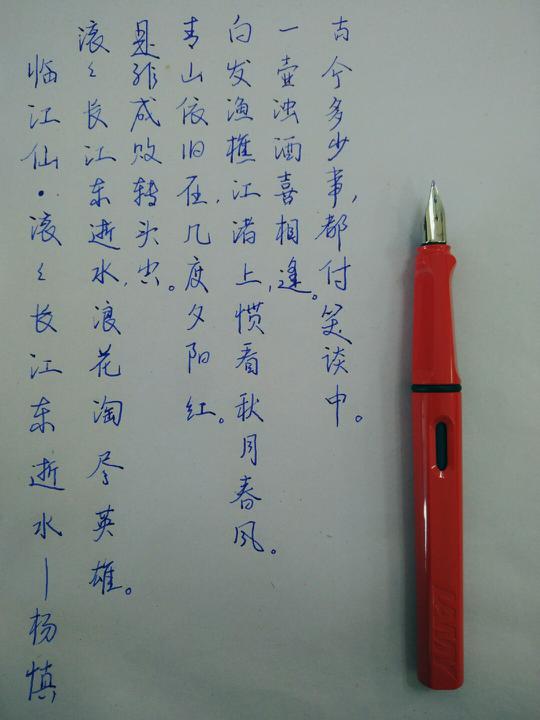 临江仙·滚々长江东逝水—杨慎
滚々长江东逝水,浪花淘尽英雄。
是非成败转头空。
青山依旧在,几度夕阳红。
白发渔樵江渚上,惯看秋月春风。
一壶浊酒喜相逢。
古今多少事,都付笑谈中。
LAMY